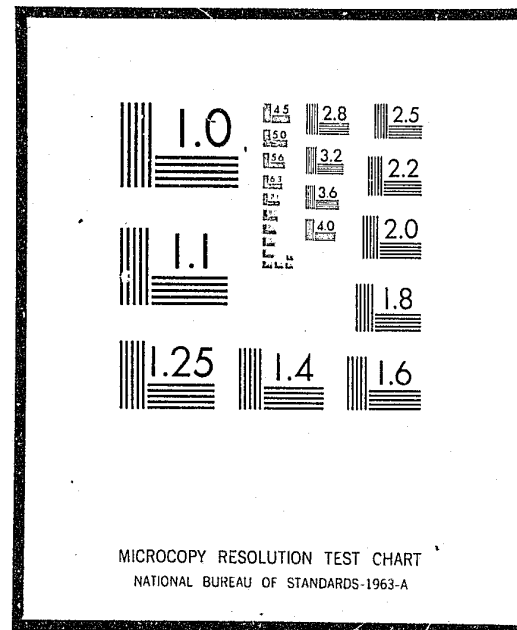 1.0
4.5 2.8 2.5
5.0
5.6 3.2 2.2
6.3
3.6
4.0 2.0
1.1
1.8
1.25 1.4 1.6
MICROCOPY RESOLUTION TEST CHART
NATIONAL BUREAU OF STANDARDS-1963-A